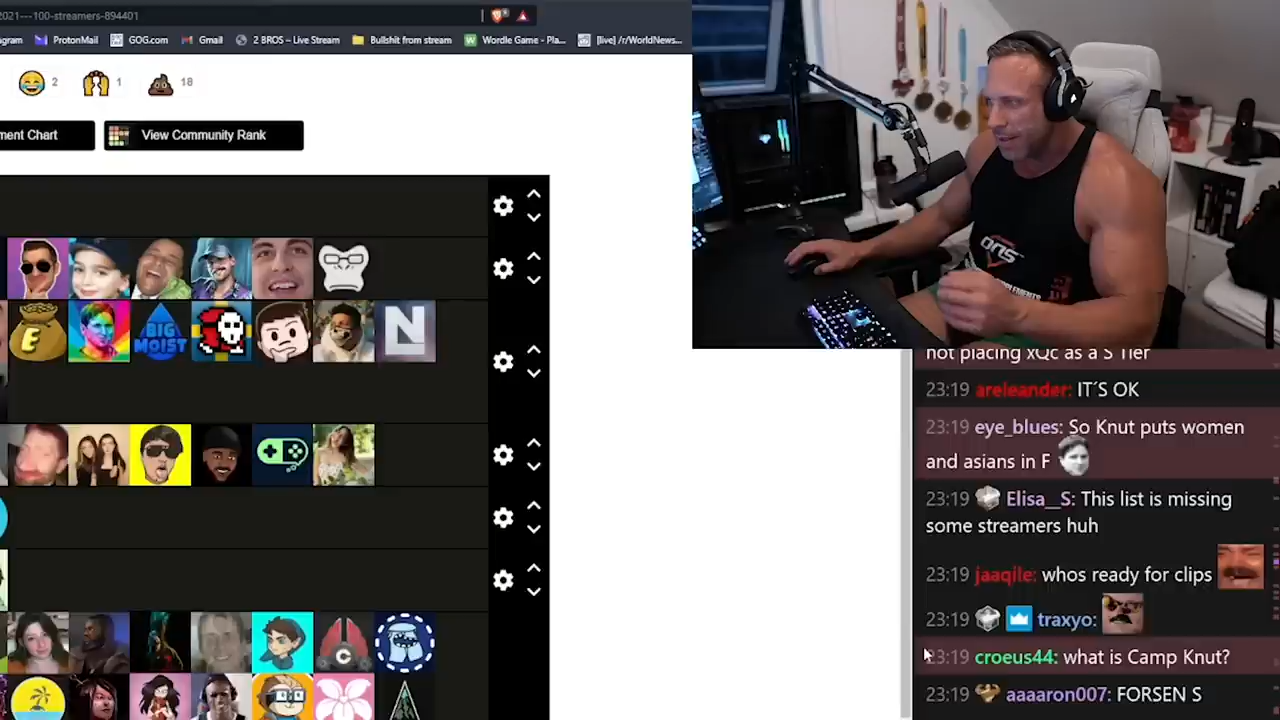 2021---100-streamers-894401
gram ProtonMail GOG.com Gmail 2 BROS – Live Stream Bullshit from stream Wordle Game - Pla... [live] /r/WorldNews...
2 1 18
ment Chart View Community Rank
E BIG MOIST N
C
not placing xQc as a S Tier
23:19 areleander: IT´S OK
23:19 eye_blues: So Knut puts women
and asians in F
23:19 Elisa__S: This list is missing
some streamers huh
23:19 jaaqile: whos ready for clips
23:19 traxyo:
23:19 croeus44: what is Camp Knut?
23:19 aaaaron007: FORSEN S